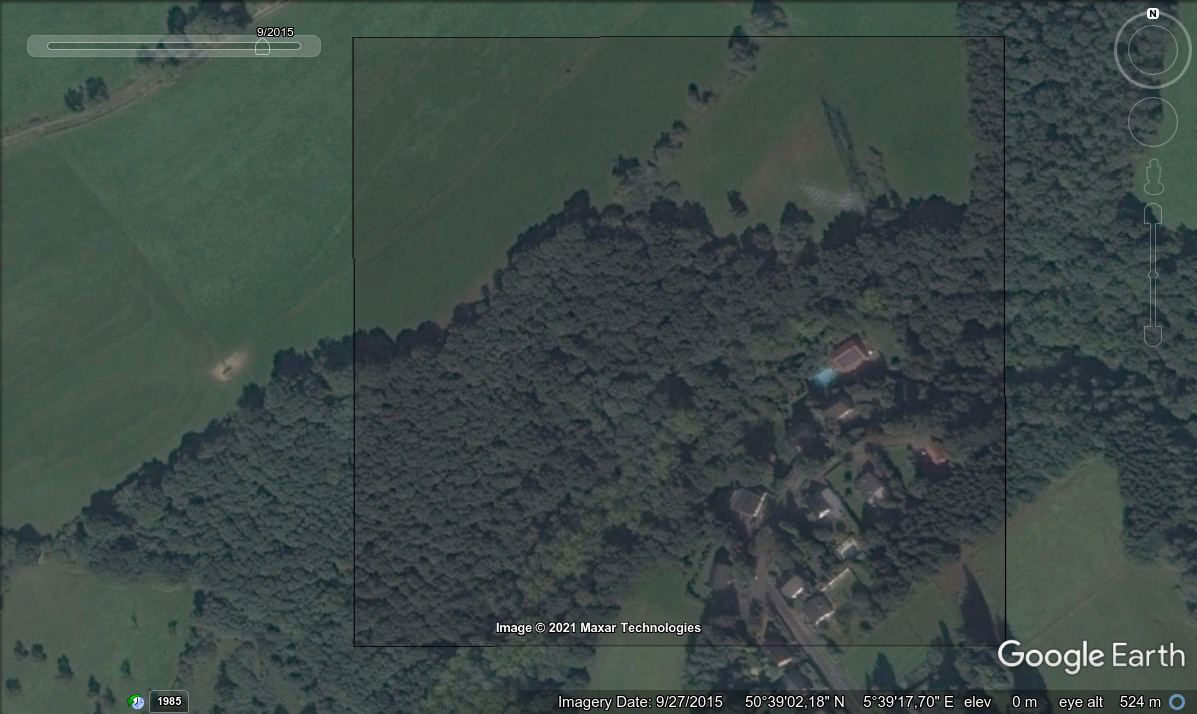 N
9/2015
Image © 2021 Maxar Technologies
Google Earth
1985
Imagery Date: 9/27/2015 50°39'02,18" N 5°39'17,70" E elev 0 m eye alt 524 m